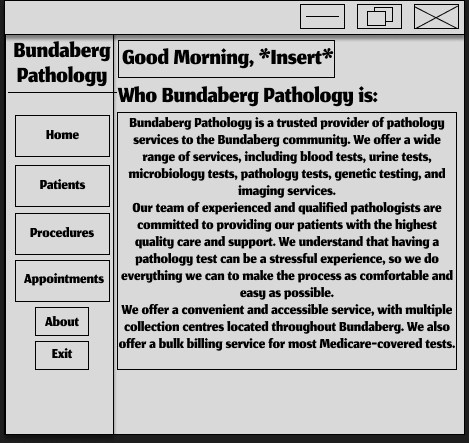 Bundaberg
Pathology
Good Morning, *Insert*
Who Bundaberg Pathology is:
Home
Patients
Procedures
Appointments
About
Exit
Bundaberg Pathology is a trusted provider of pathology
services to the Bundaberg community. We offer a wide
range of services, including blood tests, urine tests,
microbiology tests, pathology tests, genetic testing, and
imaging services.
Our team of experienced and qualified pathologists are
committed to providing our patients with the highest
quality care and support. We understand that having a
pathology test can be a stressful experience, so we do
everything we can to make the process as comfortable and
easy as possible.
We offer a convenient and accessible service, with multiple
collection centres located throughout Bundaberg. We also
offer a bulk billing service for most Medicare-covered tests.